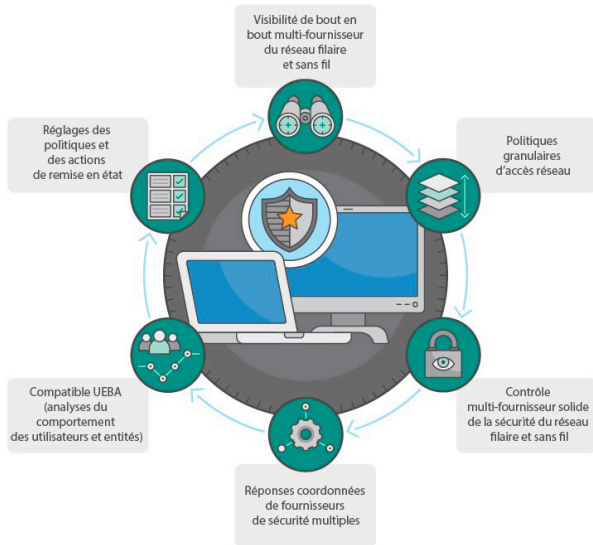 Visibilité de bout en
bout multi-fournisseur
du réseau filaire
et sans fil
Politiques
granulaires
d'accès réseau
Contrôle
multi-fournisseur solide
de la sécurité du réseau
filaire et sans fil
Réponses coordonnées
de fournisseurs
de sécurité multiples
Compatible UEBA
(analyses du
comportement
des utilisateurs et entités)
Réglages des
politiques et
des actions
de remise en état